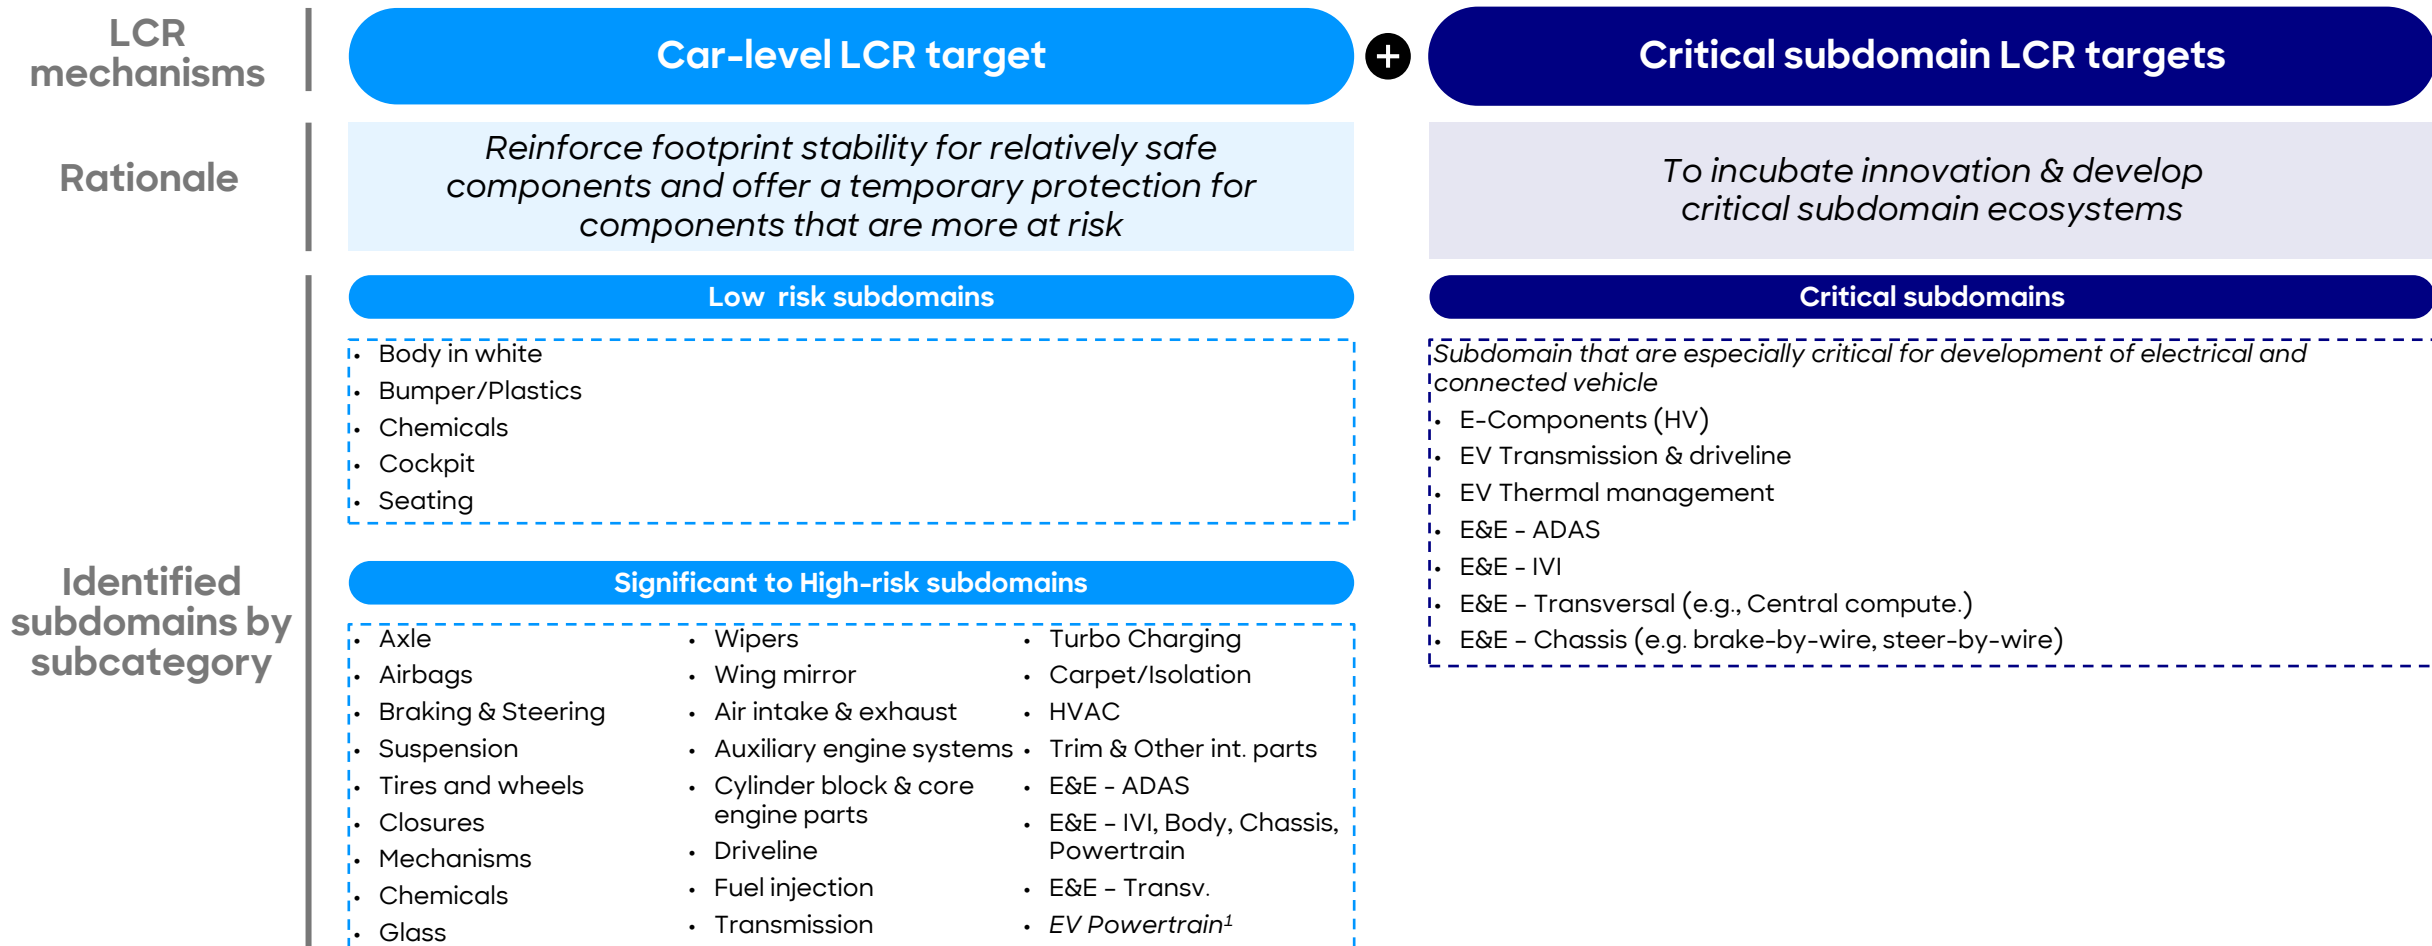 LCR
mechanisms
Car-level LCR target
+
Critical subdomain LCR targets
Rationale
Reinforce footprint stability for relatively safe
components and offer a temporary protection for
components that are more at risk
To incubate innovation & develop
critical subdomain ecosystems
Identified
subdomains by
subcategory
Low risk subdomains
• Body in white
• Bumper/Plastics
• Chemicals
• Cockpit
• Seating
Significant to High-risk subdomains
• Axle
• Airbags
• Braking & Steering
• Suspension
• Tires and wheels
• Closures
• Mechanisms
• Chemicals
• Glass
• Wipers
• Wing mirror
• Air intake & exhaust
• Auxiliary engine systems
• Cylinder block & core
engine parts
• Driveline
• Fuel injection
• Transmission
• Turbo Charging
• Carpet/Isolation
• HVAC
• Trim & Other int. parts
• E&E - ADAS
• E&E – IVI, Body, Chassis,
Powertrain
• E&E – Transv.
• EV Powertrain¹
Critical subdomains
Subdomain that are especially critical for development of electrical and
connected vehicle
• E-Components (HV)
• EV Transmission & driveline
• EV Thermal management
• E&E - ADAS
• E&E - IVI
• E&E – Transversal (e.g., Central compute.)
• E&E – Chassis (e.g. brake-by-wire, steer-by-wire)